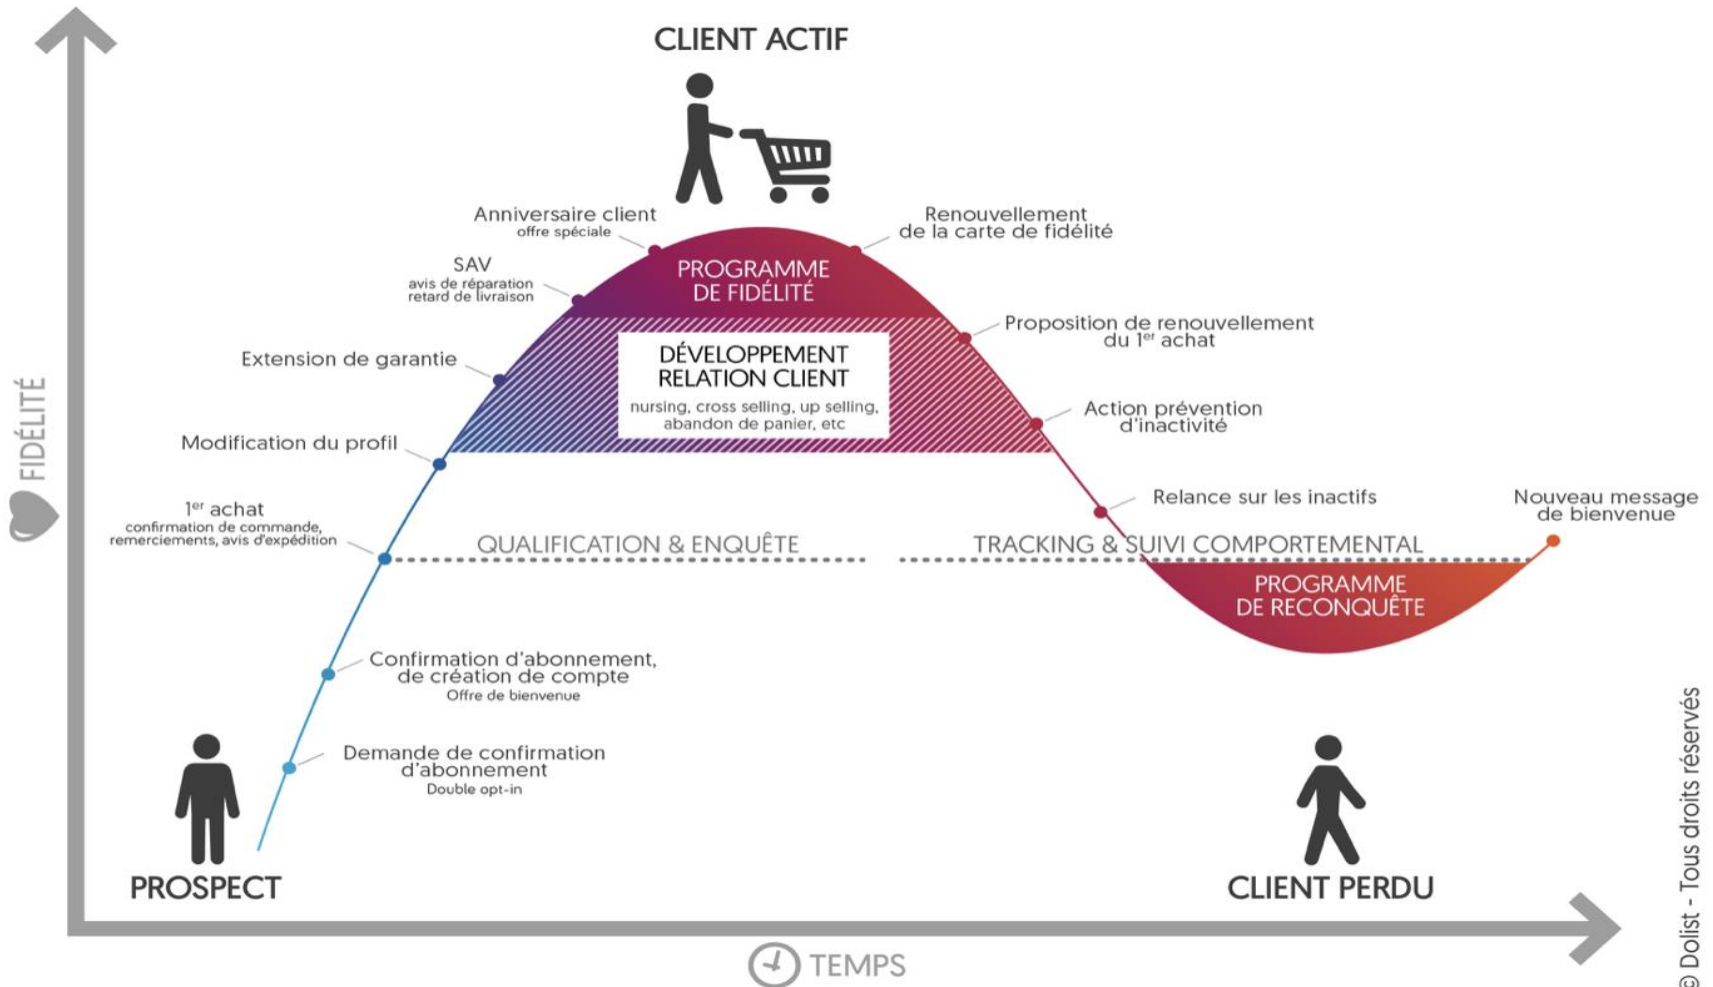 CLIENT ACTIF
Anniversaire client
offre spéciale
Renouvellement
de la carte de fidélité
SAV
avis de réparation
retard de livraison
PROGRAMME
DE FIDÉLITÉ
Proposition de renouvellement
du 1er achat
Extension de garantie
DÉVELOPPEMENT
RELATION CLIENT
nursing, cross selling, up selling,
abandon de panier, etc
Action prévention
d'inactivité
FIDÉLITÉ
Modification du profil
Relance sur les inactifs
Nouveau message
de bienvenue
1er achat
confirmation de commande,
remerciements, avis d'expédition
QUALIFICATION & ENQUÊTE
TRACKING & SUIVI COMPORTEMENTAL
PROGRAMME
DE RECONQUÊTE
Confirmation d'abonnement,
de création de compte
Offre de bienvenue
Demande de confirmation
d'abonnement
Double opt-in
PROSPECT
CLIENT PERDU
TEMPS
© Dolist - Tous droits réservés